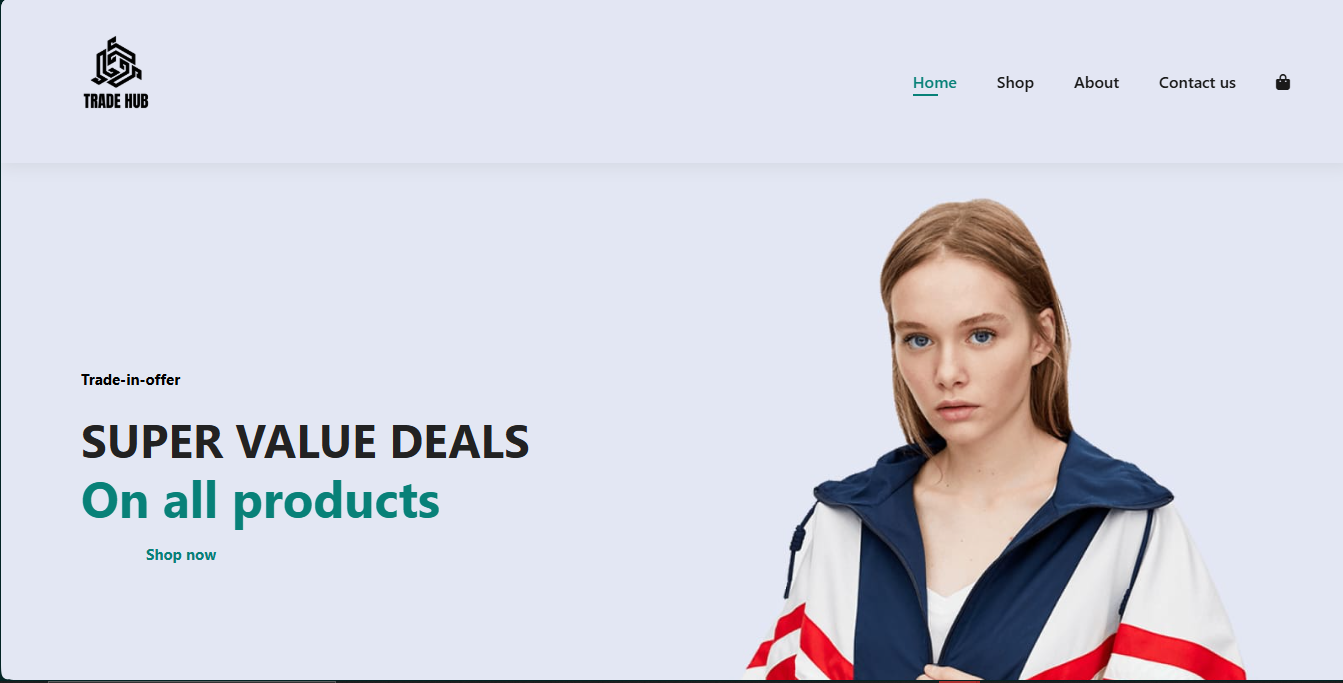 TRADE HUB
Home Shop About Contact us
Trade-in-offer
SUPER VALUE DEALS
On all products
Shop now